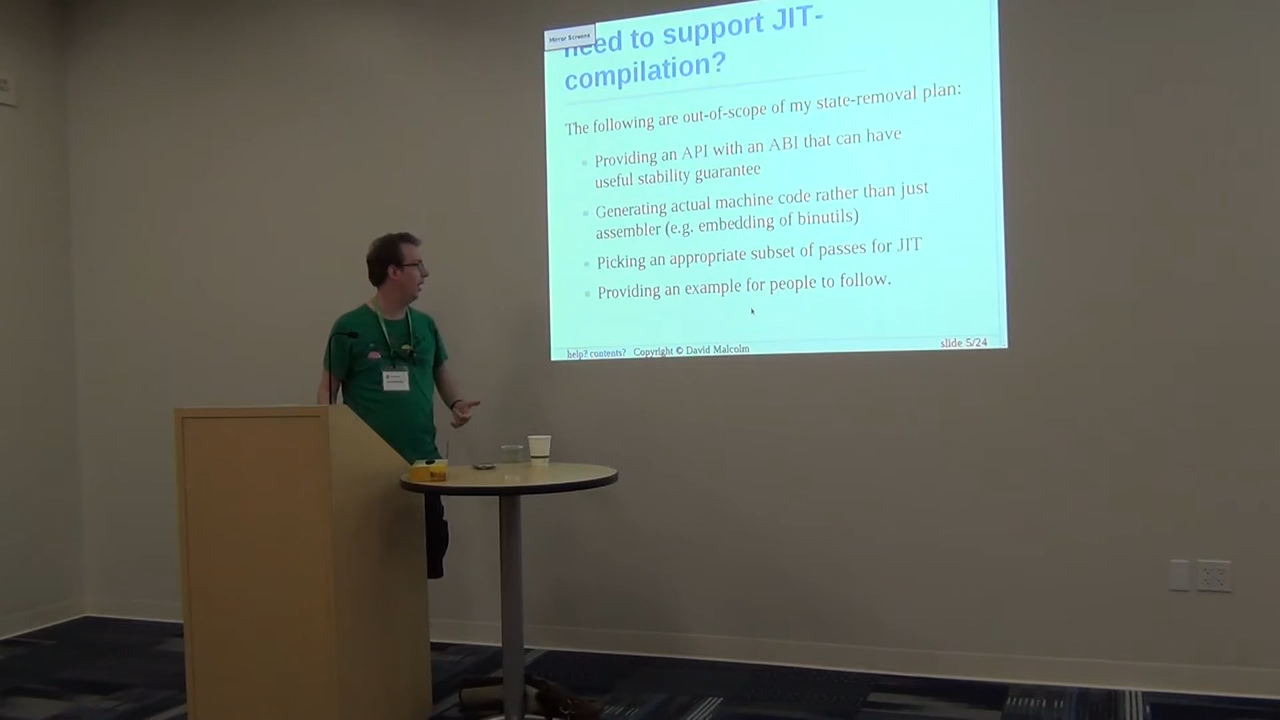 Mirror Screens
need to support JIT-
compilation?
The following are out-of-scope of my state-removal plan:
Providing an API with an ABI that can have
useful stability guarantee
Generating actual machine code rather than just
assembler (e.g. embedding of binutils)
Picking an appropriate subset of passes for JIT
Providing an example for people to follow.
help? contents? Copyright © David Malcolm
slide 5/24